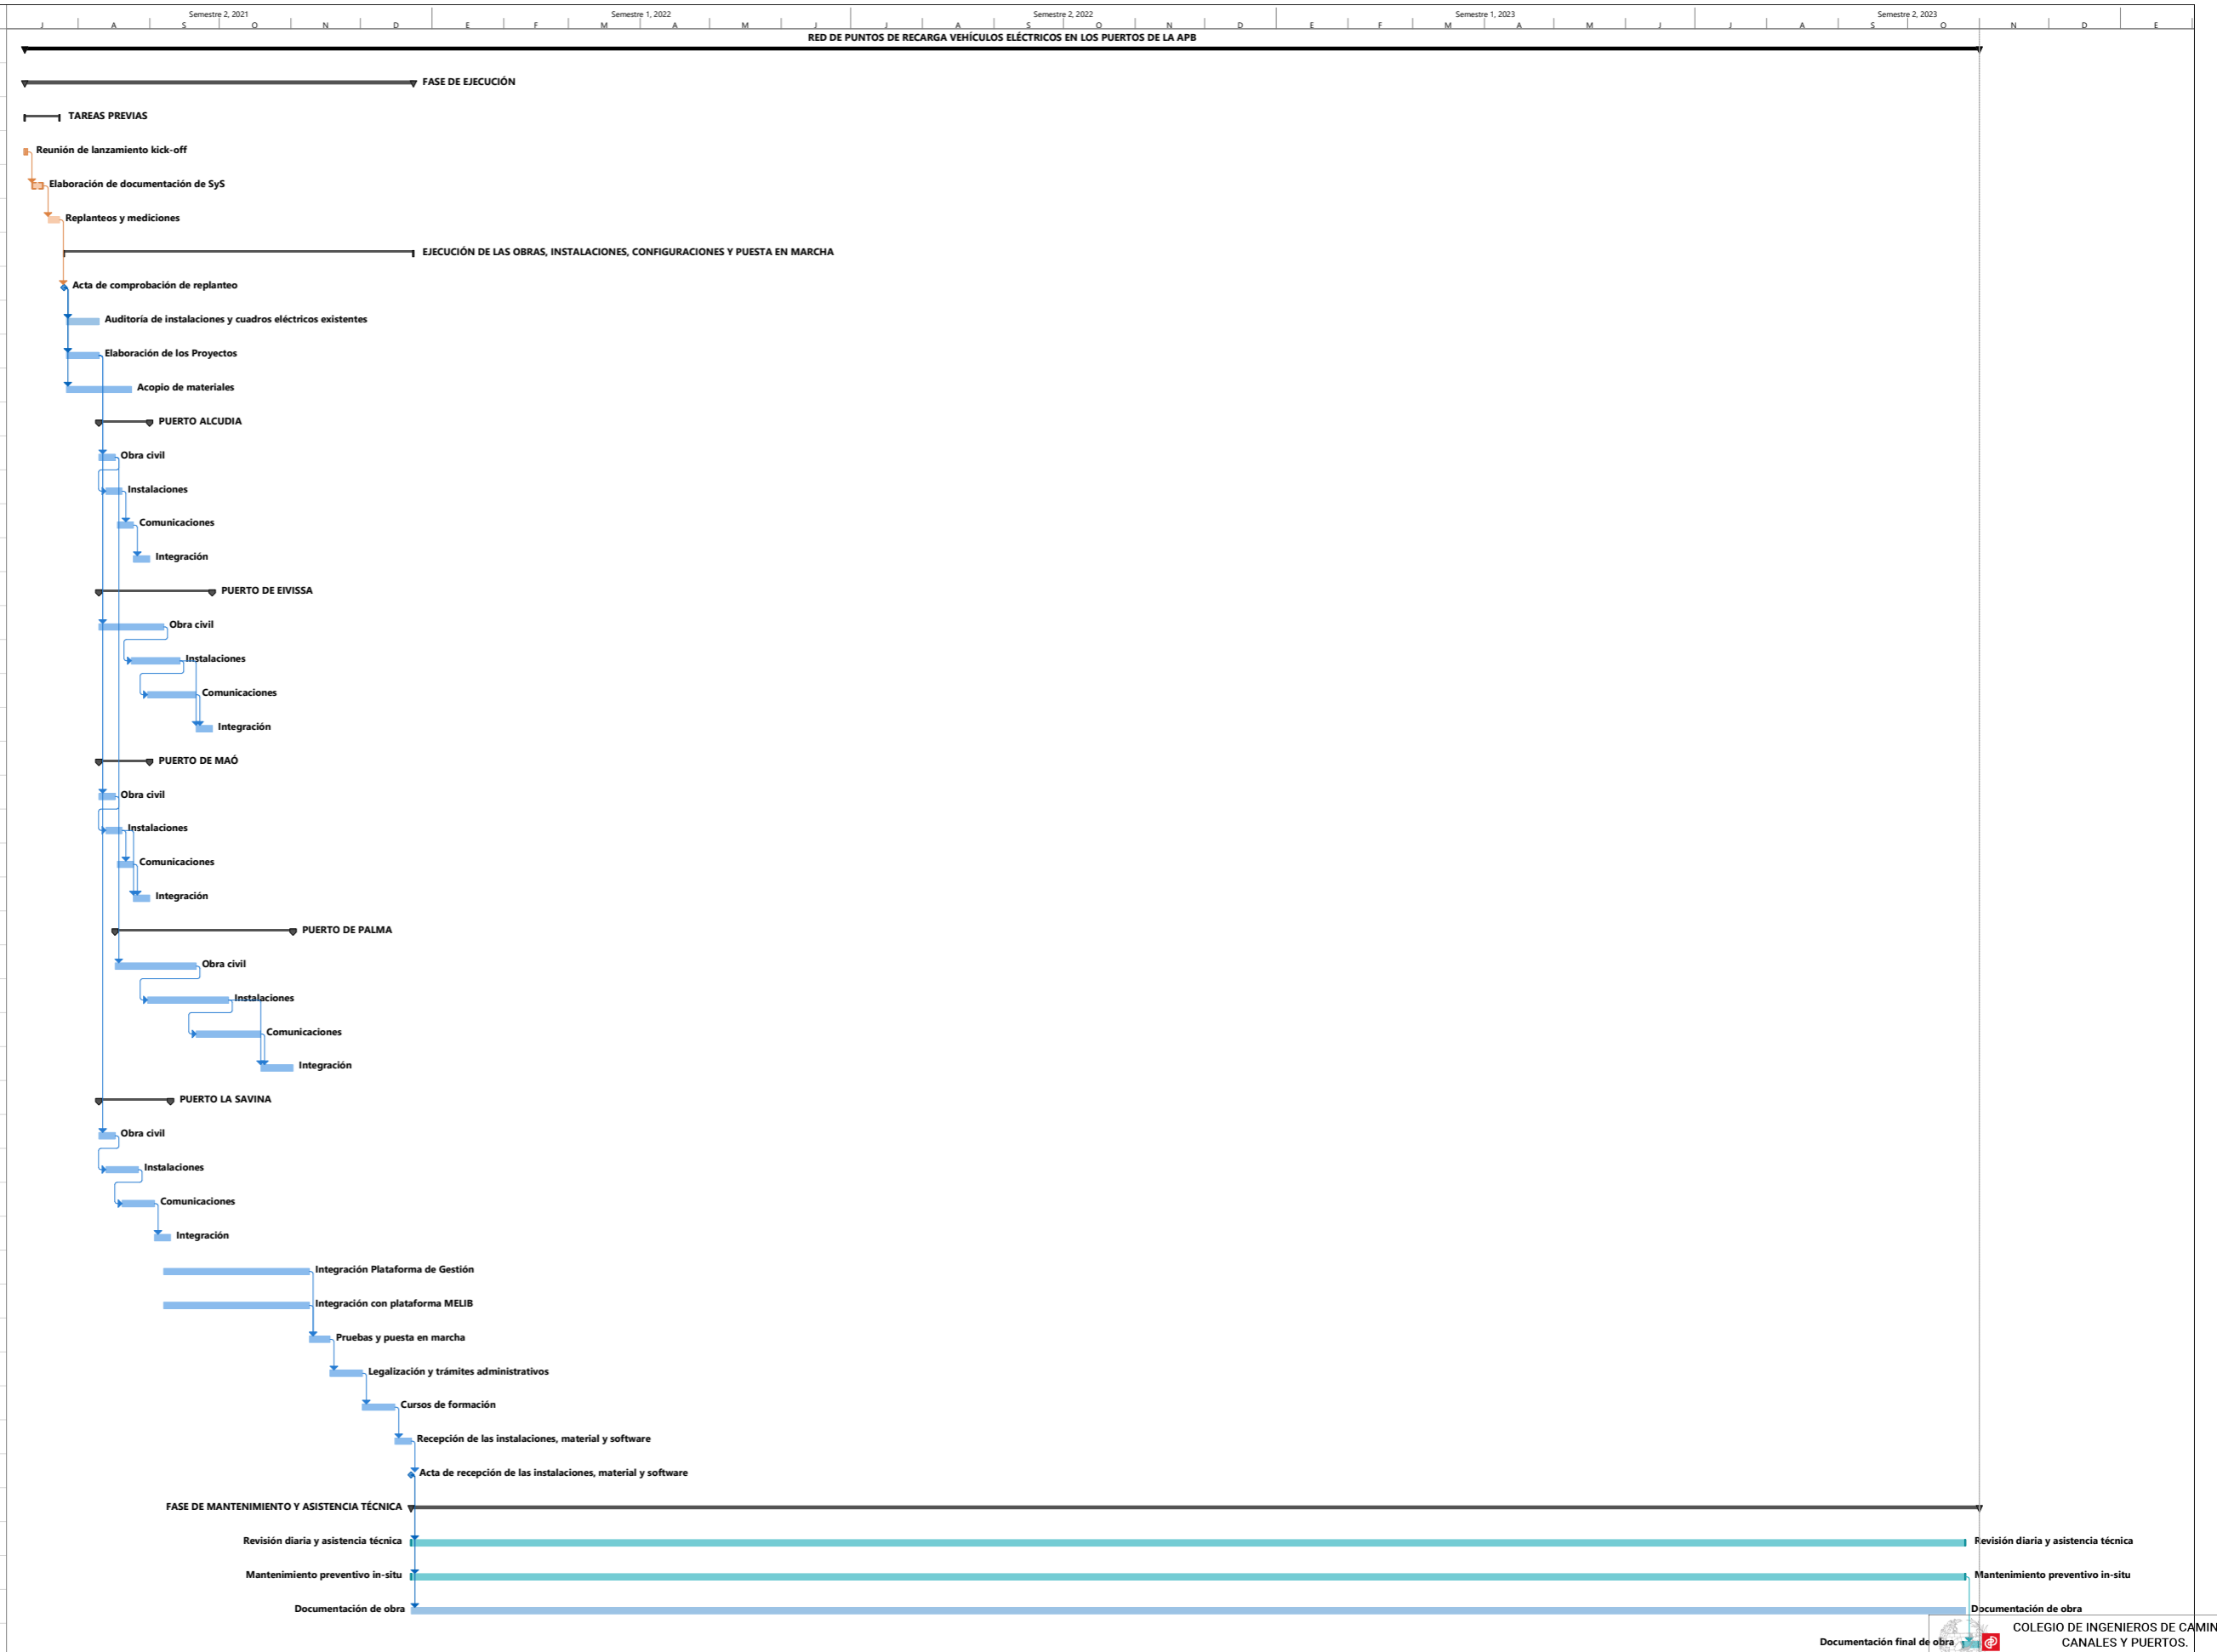 Semestre 2, 2021 Semestre 1, 2022 Semestre 2, 2022 Semestre 1, 2023 Semestre 2, 2023
J A S O N D E F M A M J J A S O N D E F M A M J J A S O N D E
RED DE PUNTOS DE RECARGA VEHÍCULOS ELÉCTRICOS EN LOS PUERTOS DE LA APB
FASE DE EJECUCIÓN
TAREAS PREVIAS
Reunión de lanzamiento kick-off
Elaboración de documentación de SyS
Replanteos y mediciones
EJECUCIÓN DE LAS OBRAS, INSTALACIONES, CONFIGURACIONES Y PUESTA EN MARCHA
Acta de comprobación de replanteo
Auditoría de instalaciones y cuadros eléctricos existentes
Elaboración de los Proyectos
Acopio de materiales
PUERTO ALCUDIA
Obra civil
Instalaciones
Comunicaciones
Integración
PUERTO DE EIVISSA
Obra civil
Instalaciones
Comunicaciones
Integración
PUERTO DE MAÓ
Obra civil
Instalaciones
Comunicaciones
Integración
PUERTO DE PALMA
Obra civil
Instalaciones
Comunicaciones
Integración
PUERTO LA SAVINA
Obra civil
Instalaciones
Comunicaciones
Integración
Integración Plataforma de Gestión
Integración con plataforma MELIB
Pruebas y puesta en marcha
Legalización y trámites administrativos
Cursos de formación
Recepción de las instalaciones, material y software
Acta de recepción de las instalaciones, material y software
FASE DE MANTENIMIENTO Y ASISTENCIA TÉCNICA
Revisión diaria y asistencia técnica Revisión diaria y asistencia técnica
Mantenimiento preventivo in-situ Mantenimiento preventivo in-situ
Documentación de obra Documentación de obra
COLEGIO DE INGENIEROS DE CAMIN
Documentación final de obra CANALES Y PUERTOS.